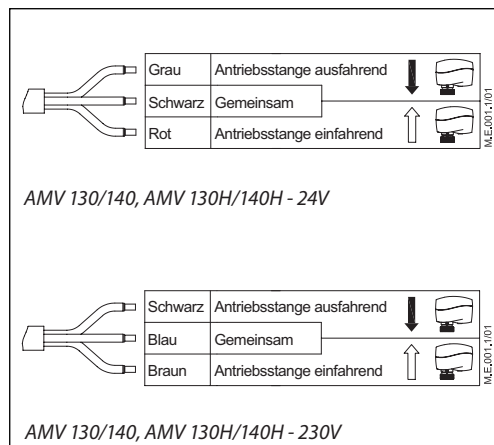 Grau Antriebsstange ausfahrend
Schwarz Gemeinsam
Rot Antriebsstange einfahrend
M.E.001.1/01
AMV 130/140, AMV 130H/140H - 24V
Schwarz Antriebsstange ausfahrend
Blau Gemeinsam
Braun Antriebsstange einfahrend
M.E.001.1/01
AMV 130/140, AMV 130H/140H - 230V